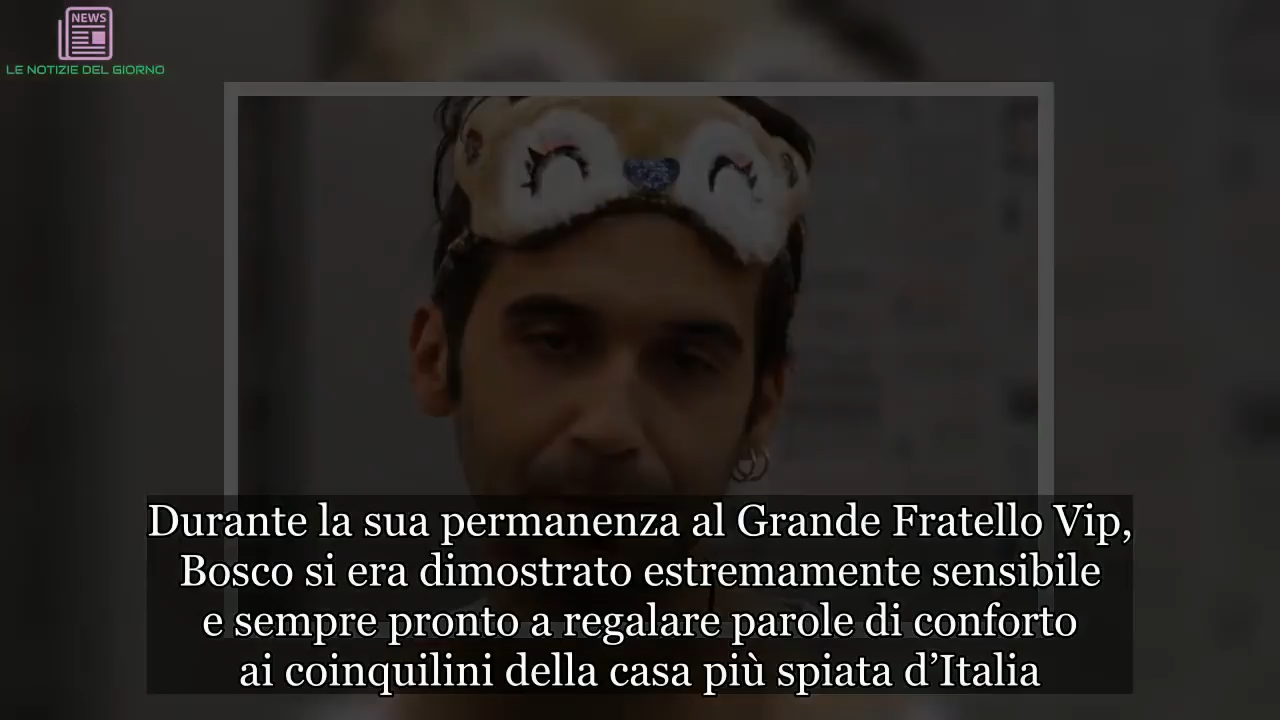 NEWS
LE NOTIZIE DEL GIORNO
Durante la sua permanenza al Grande Fratello Vip,
Bosco si era dimostrato estremamente sensibile
e sempre pronto a regalare parole di conforto
ai coinquilini della casa più spiata d’Italia